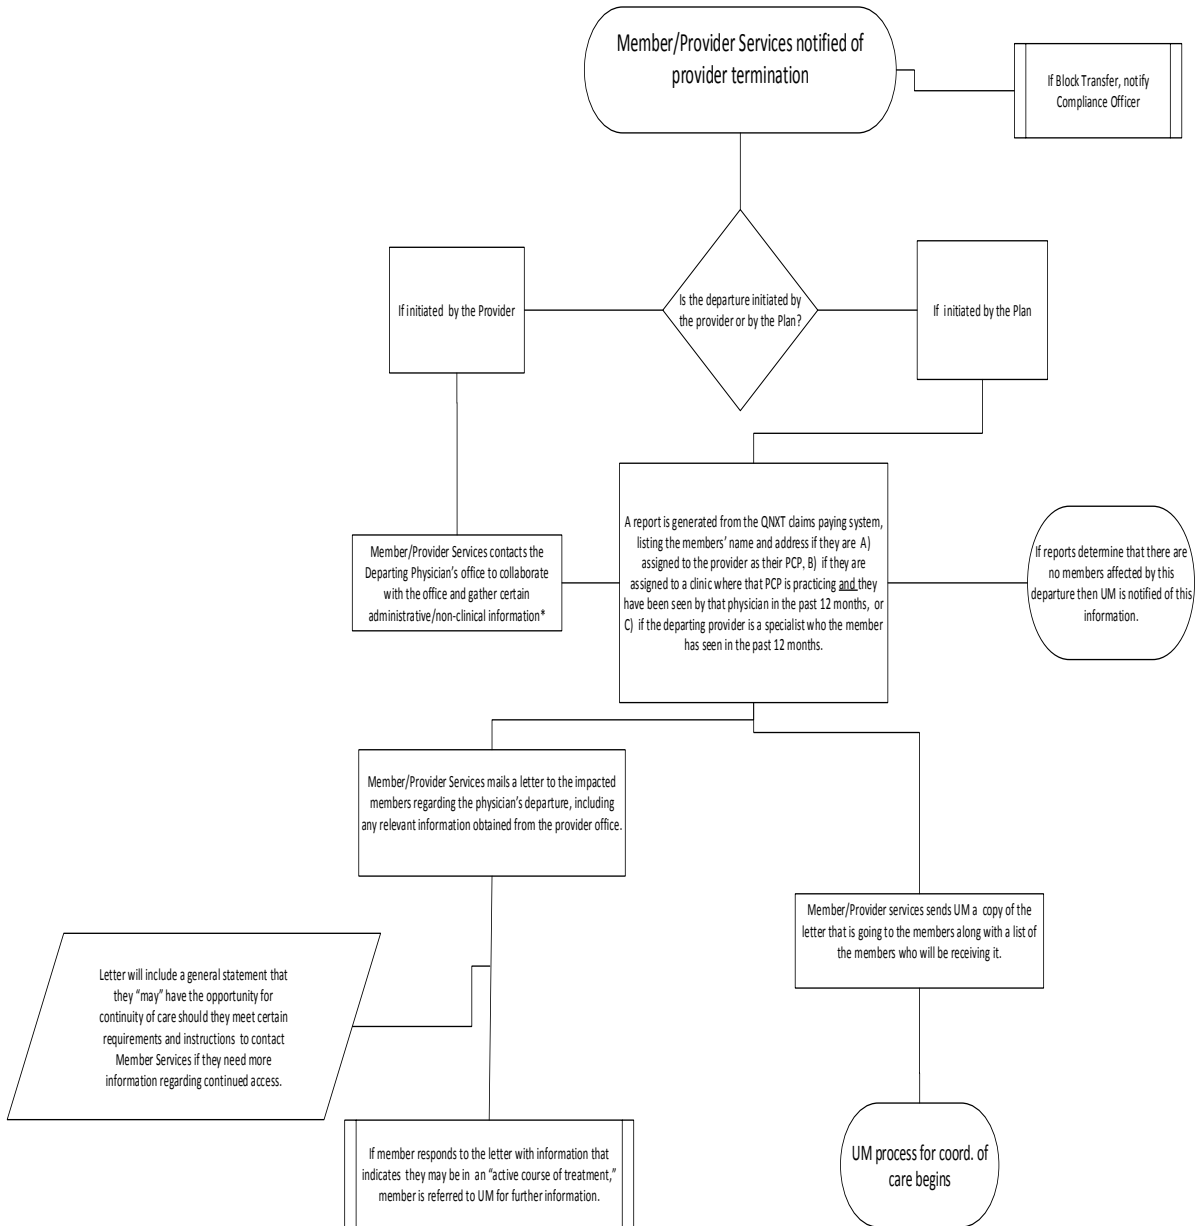 Member/Provider Services notified of
provider termination
If Block Transfer, notify
Compliance Officer
Is the departure initiated by
the provider or by the Plan?
If initiated by the Provider
If initiated by the Plan
A report is generated from the QNXT claims paying system,
listing the members’ name and address if they are A)
assigned to the provider as their PCP, B) if they are
assigned to a clinic where that PCP is practicing and they
have been seen by that physician in the past 12 months, or
C) if the departing provider is a specialist who the member
has seen in the past 12 months.
Member/Provider Services contacts the
Departing Physician’s office to collaborate
with the office and gather certain
administrative/non-clinical information*
If reports determine that there are
no members affected by this
departure then UM is notified of this
information.
Member/Provider Services mails a letter to the impacted
members regarding the physician’s departure, including
any relevant information obtained from the provider office.
Member/Provider services sends UM a copy of the
letter that is going to the members along with a list of
the members who will be receiving it.
Letter will include a general statement that
they “may” have the opportunity for
continuity of care should they meet certain
requirements and instructions to contact
Member Services if they need more
information regarding continued access.
If member responds to the letter with information that
indicates they may be in an “active course of treatment,”
member is referred to UM for further information.
UM process for coord. of
care begins